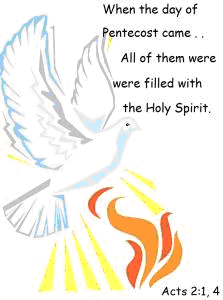 When the day of
Pentecost came . .
All of them were
were filled with
the Holy Spirit.
Acts 2:1, 4